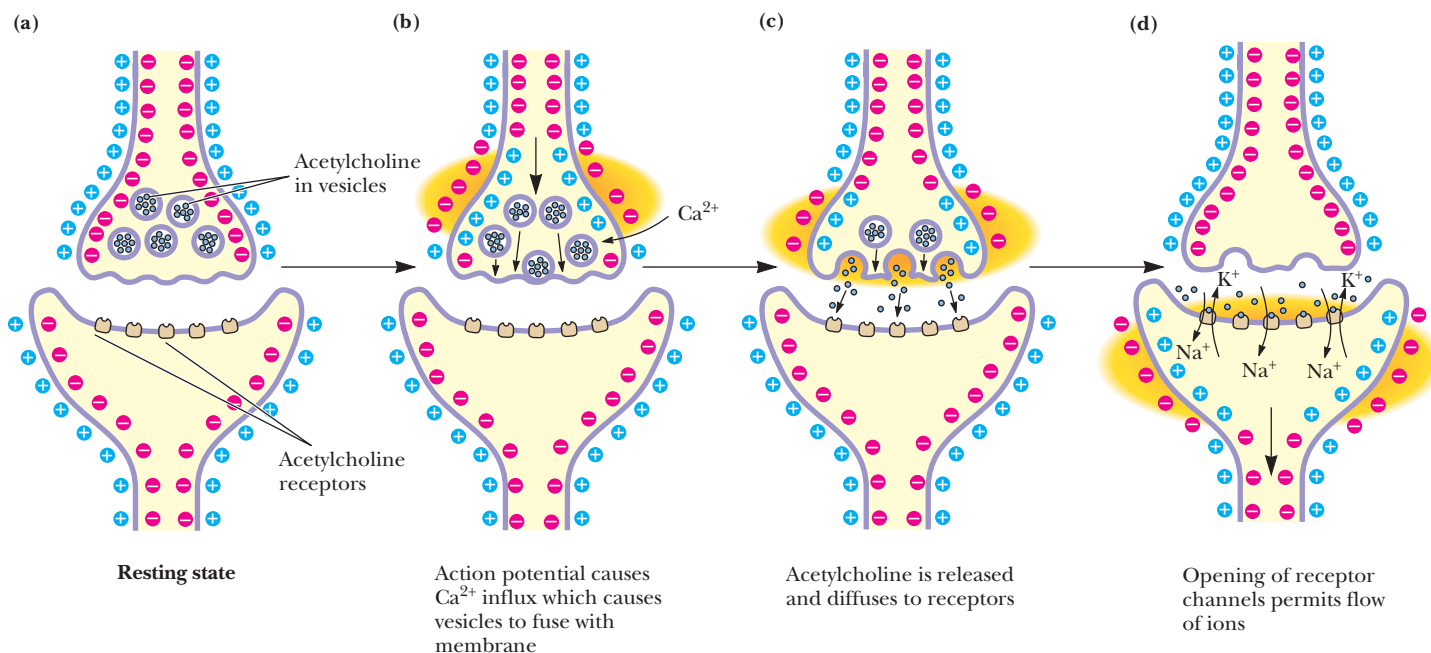 (a)
(b)
(c)
(d)
Acetylcholine
in vesicles
Ca²⁺
K⁺
K⁺
Na⁺
Na⁺
Na⁺
Acetylcholine
receptors
Resting state
Action potential causes
Ca²⁺ influx which causes
vesicles to fuse with
membrane
Acetylcholine is released
and diffuses to receptors
Opening of receptor
channels permits flow
of ions